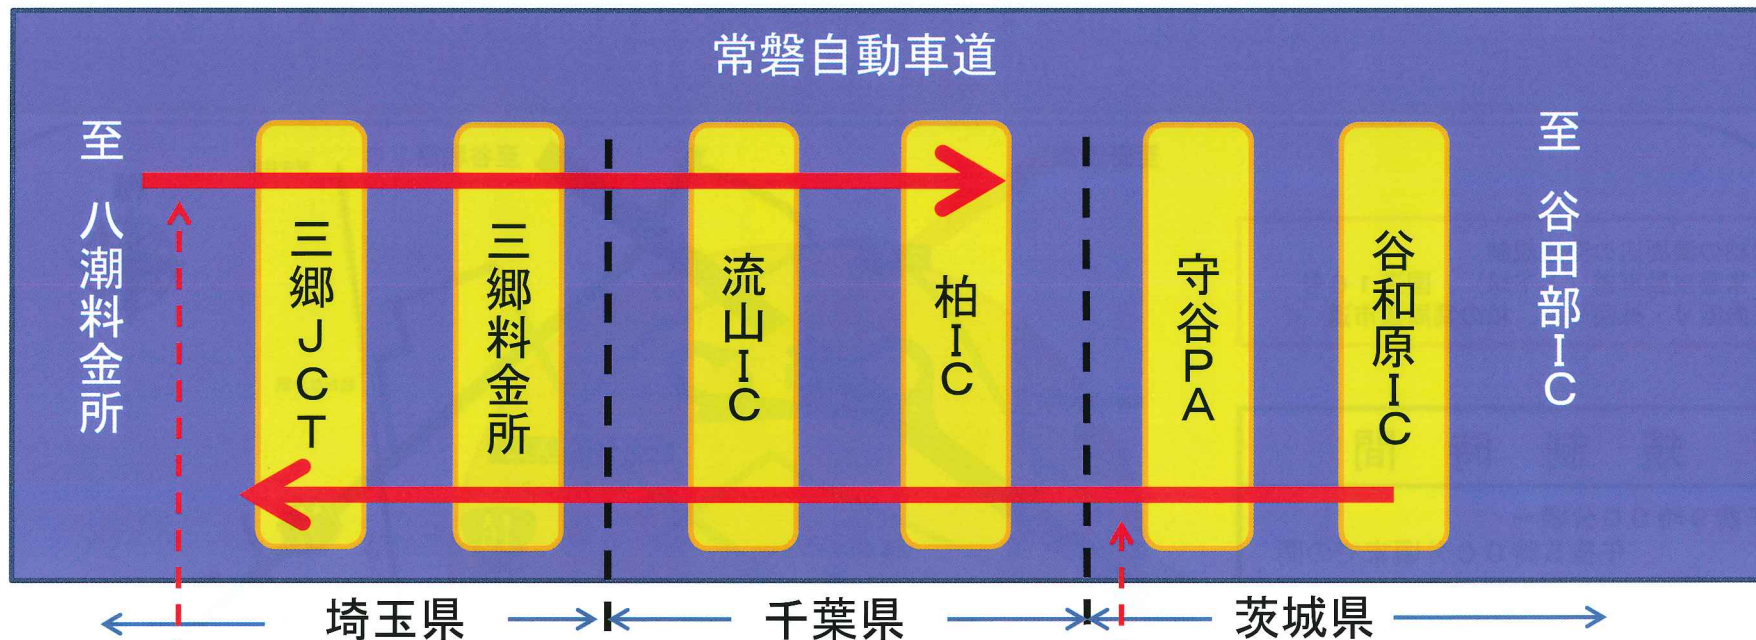 常磐自動車道
至 八潮料金所
三郷JCT
三郷料金所
流山IC
柏IC
守谷PA
谷和原IC
至 谷田部IC
埼玉県
千葉県
茨城県